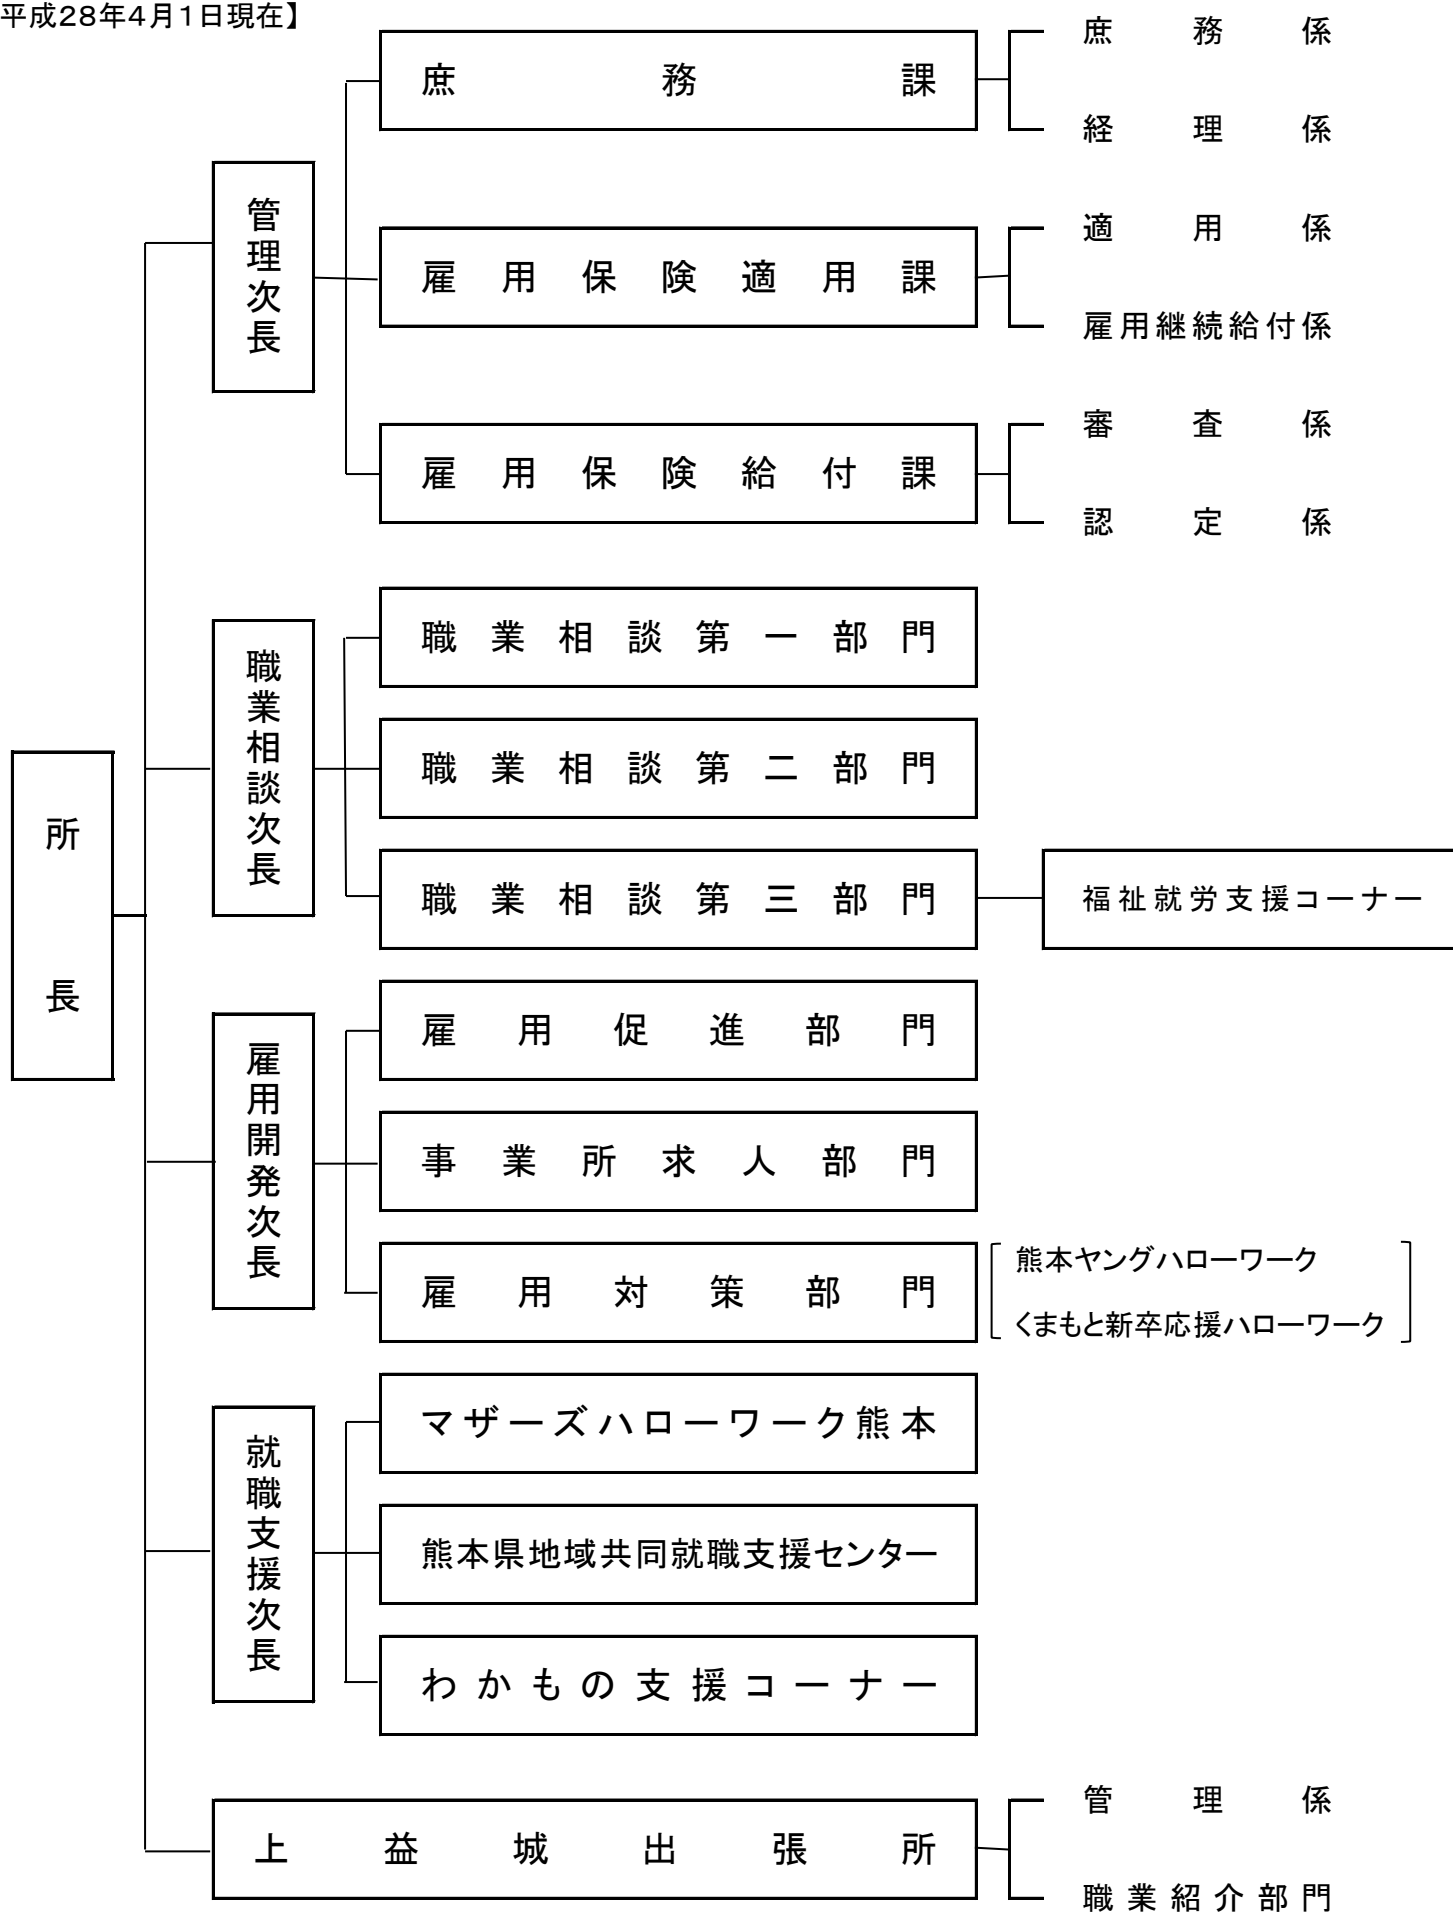 平成28年4月1日現在】
庶務係
庶務課
経理係
管理次長
適用係
雇用保険適用課
雇用継続給付係
審査係
雇用保険給付課
認定係
職業相談次長
職業相談第一部門
職業相談第二部門
所長
職業相談第三部門
福祉就労支援コーナー
雇用開発次長
雇用促進部門
事業所求人部門
雇用対策部門
熊本ヤングハローワーク
くまもと新卒応援ハローワーク
就職支援次長
マザーズハローワーク熊本
熊本県地域共同就職支援センター
わかもの支援コーナー
上益城出張所
管理係
職業紹介部門